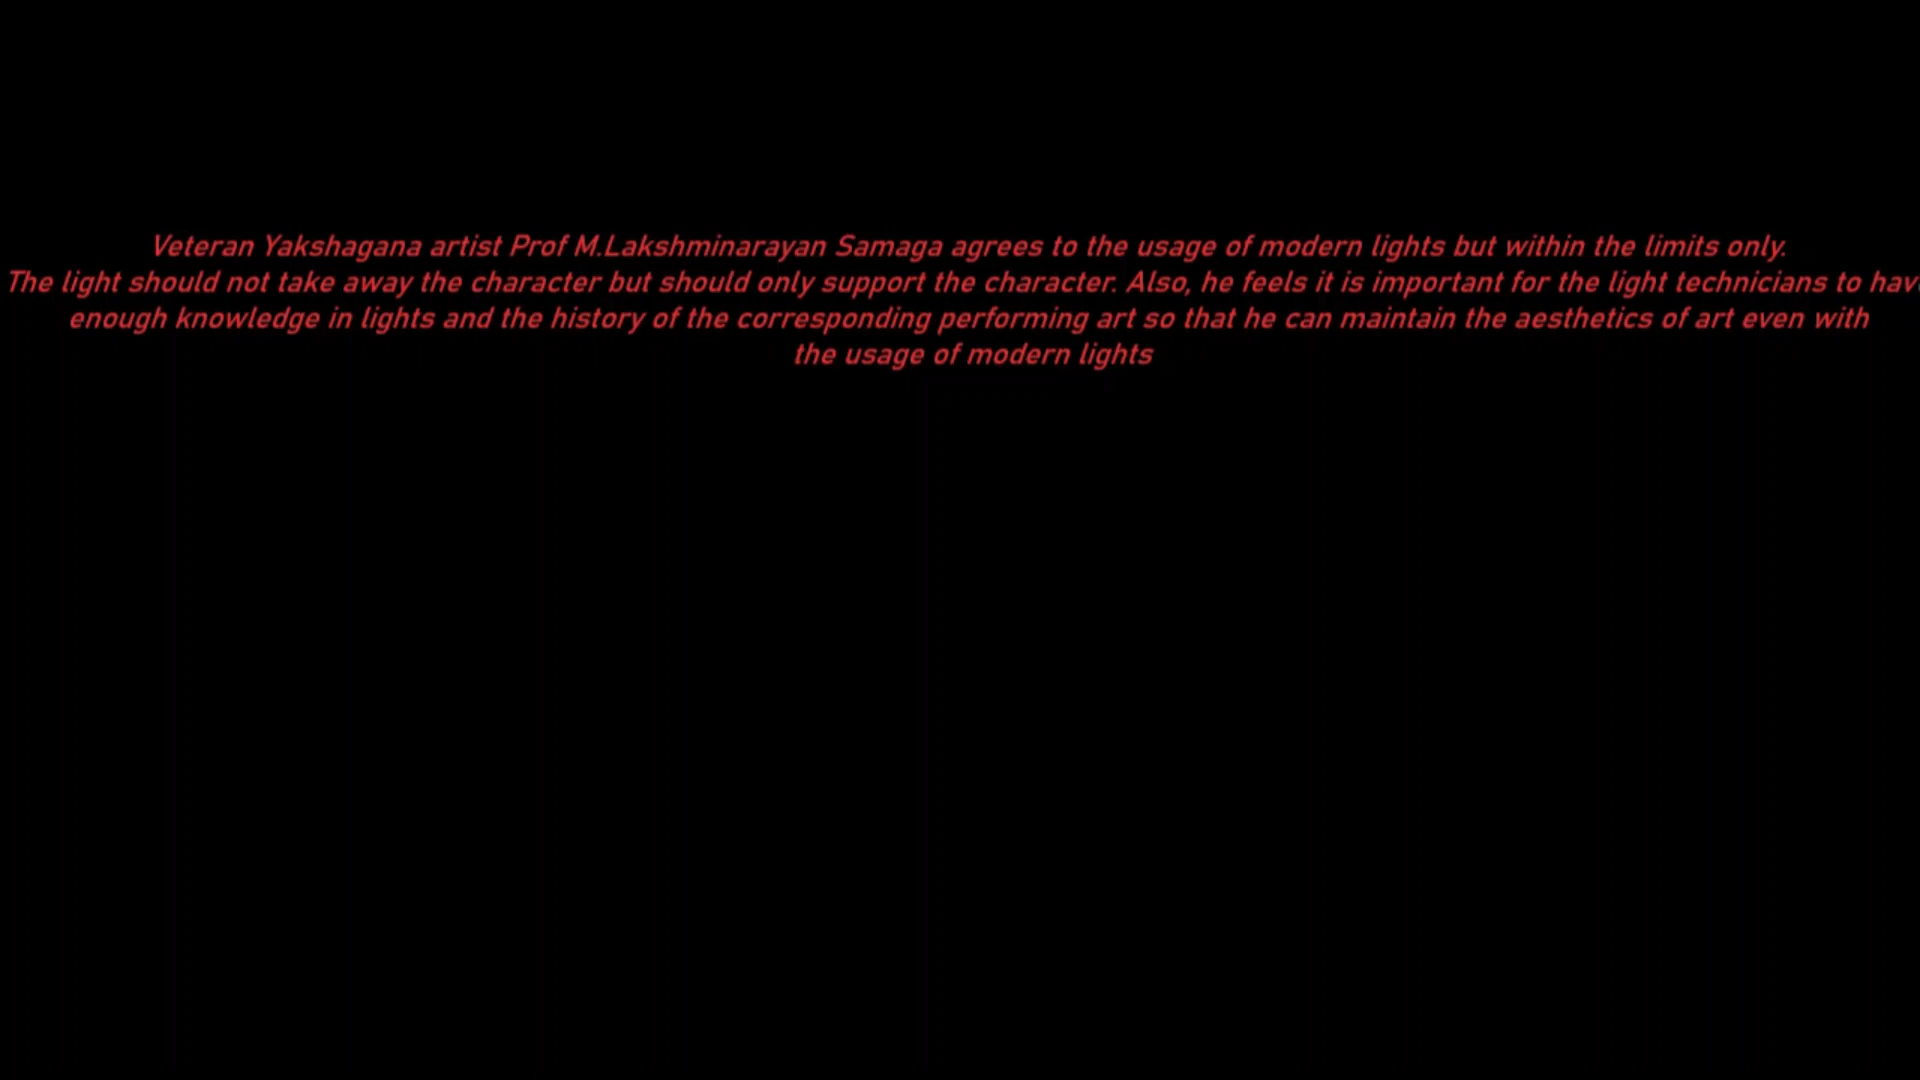 Veteran Yakshagana artist Prof M.Lakshminarayan Samaga agrees to the usage of modern lights but within the limits only.
The light should not take away the character but should only support the character. Also, he feels it is important for the light technicians to hav
enough knowledge in lights and the history of the corresponding performing art so that he can maintain the aesthetics of art even with
the usage of modern lights